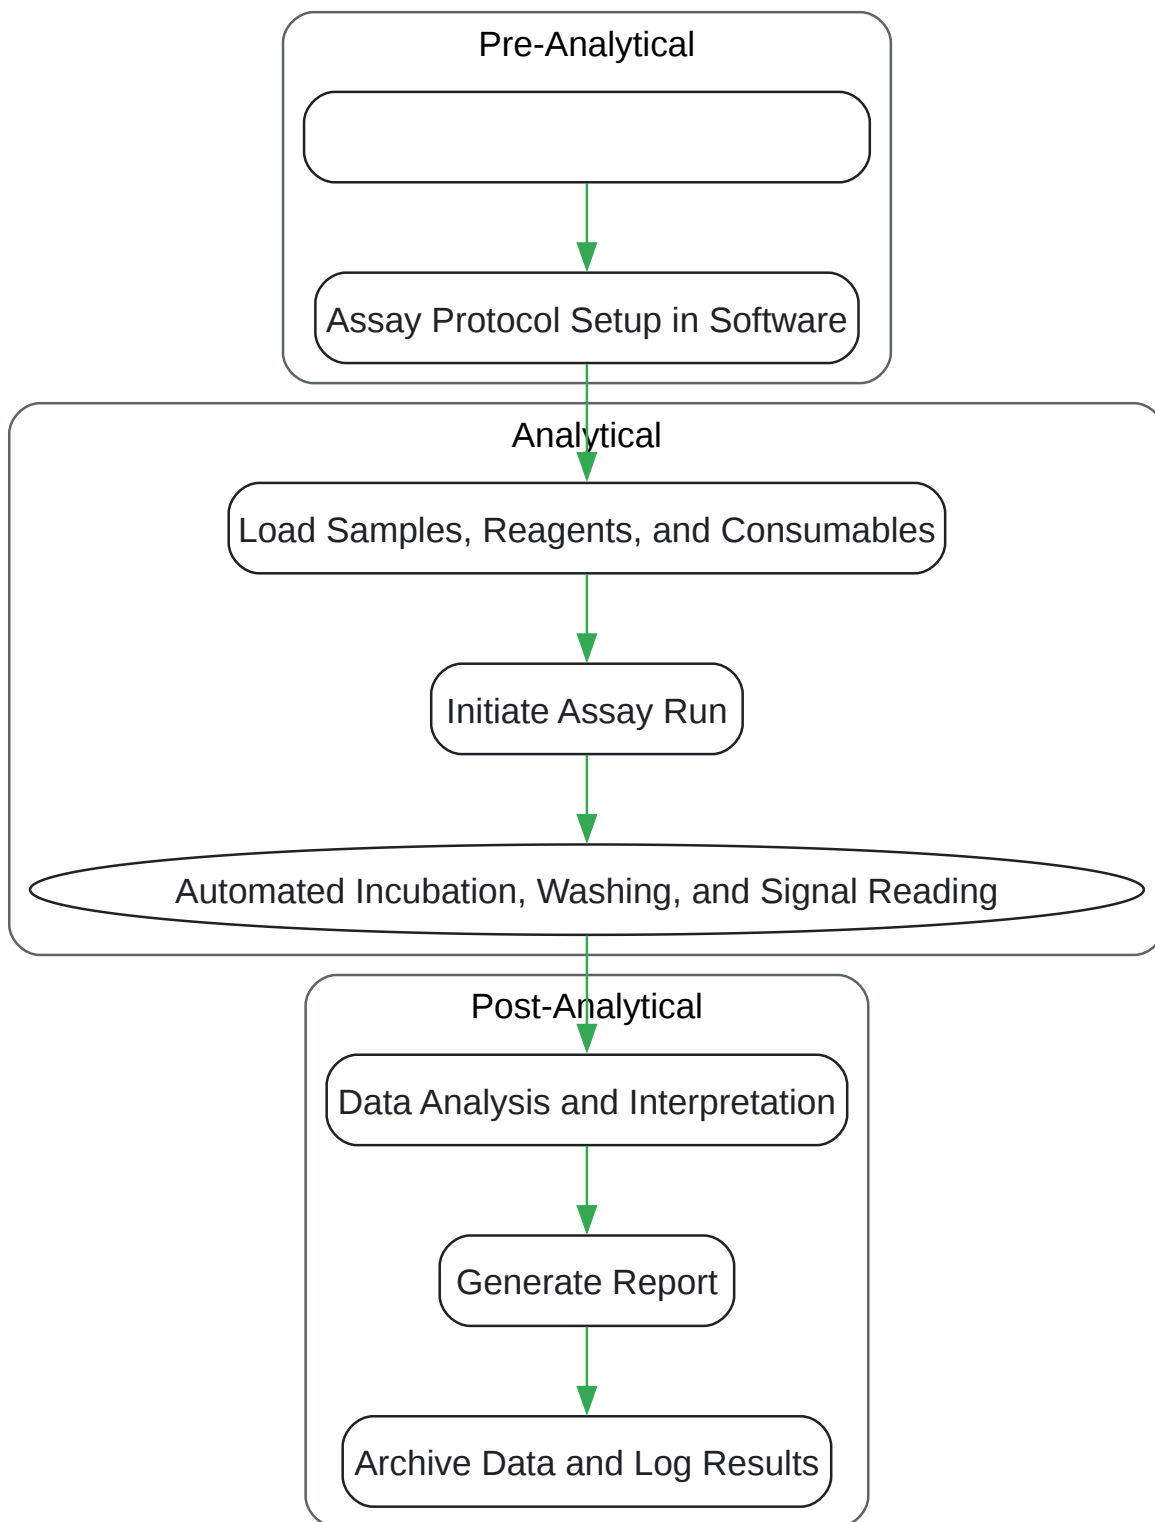 Pre-Analytical
Assay Protocol Setup in Software
Analytical
Load Samples, Reagents, and Consumables
Initiate Assay Run
Automated Incubation, Washing, and Signal Reading
Post-Analytical
Data Analysis and Interpretation
Generate Report
Archive Data and Log Results